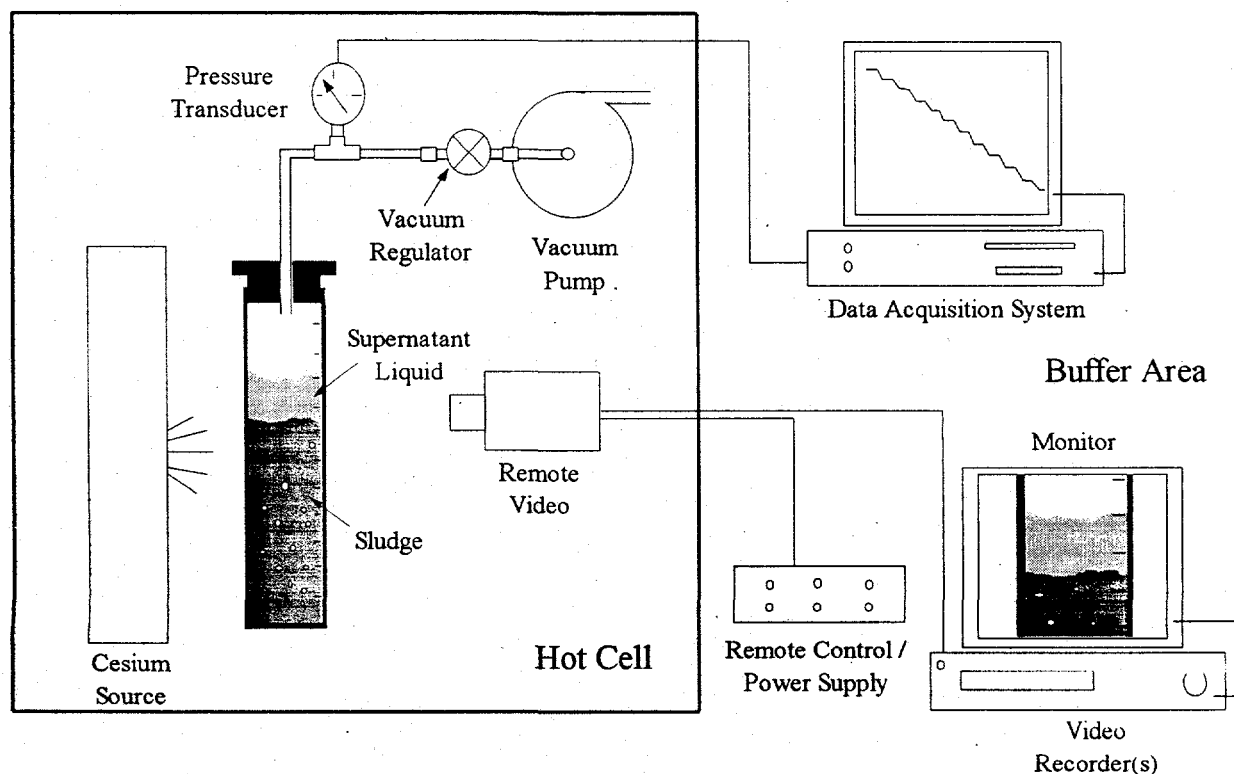 Pressure
Transducer
Vacuum
Regulator
Vacuum
Pump .
Data Acquisition System
Supernatant
Liquid
Buffer Area
Monitor
Remote
Video
Sludge
Cesium
Source
Hot Cell
Remote Control /
Power Supply
Video
Recorder(s)